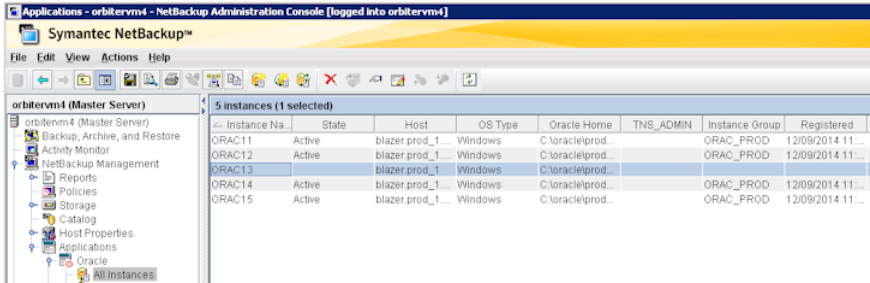 Applications - orbitervm4 - NetBackup Administration Console [logged into orbitervm4]
Symantec NetBackup™
File Edit View Actions Help
orbitervm4 (Master Server)
5 instances (1 selected)
orbitervm4 (Master Server)
Backup, Archive, and Restore
Activity Monitor
NetBackup Management
Reports
Policies
Storage
Catalog
Host Properties
Applications
Oracle
All Instances
Instance Na... State Host OS Type Oracle Home TNS_ADMIN Instance Group Registered
ORAC11 Active blazer.prod_1.... Windows C:\oracle\prod... ORAC_PROD 12/09/2014 11:...
ORAC12 Active blazer.prod_1.... Windows C:\oracle\prod... ORAC_PROD 12/09/2014 11:...
ORAC13 blazer.prod_1 Windows C:\oracle\prod...
ORAC14 Active blazer.prod_1.... Windows C:\oracle\prod... ORAC_PROD 12/09/2014 11:...
ORAC15 Active blazer.prod_1.... Windows C:\oracle\prod... ORAC_PROD 12/09/2014 11:...